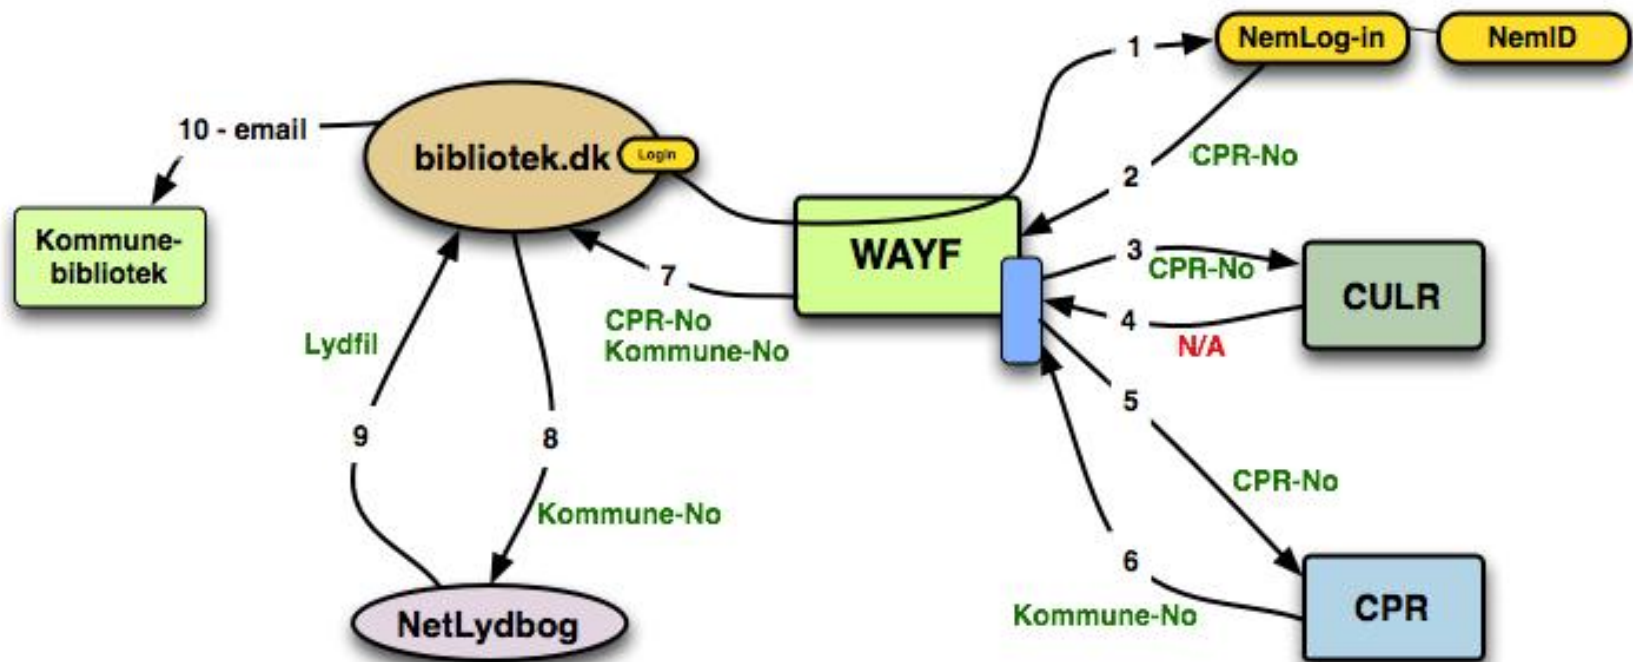 1
NemLog-in
NemID
10 - email
bibliotek.dk
Login
CPR-No
2
Kommune-
bibliotek
WAYF
3
CPR-No
CULR
7
4
N/A
CPR-No
Kommune-No
Lydfil
5
9
8
CPR-No
Kommune-No
6
Kommune-No
CPR
NetLydbog